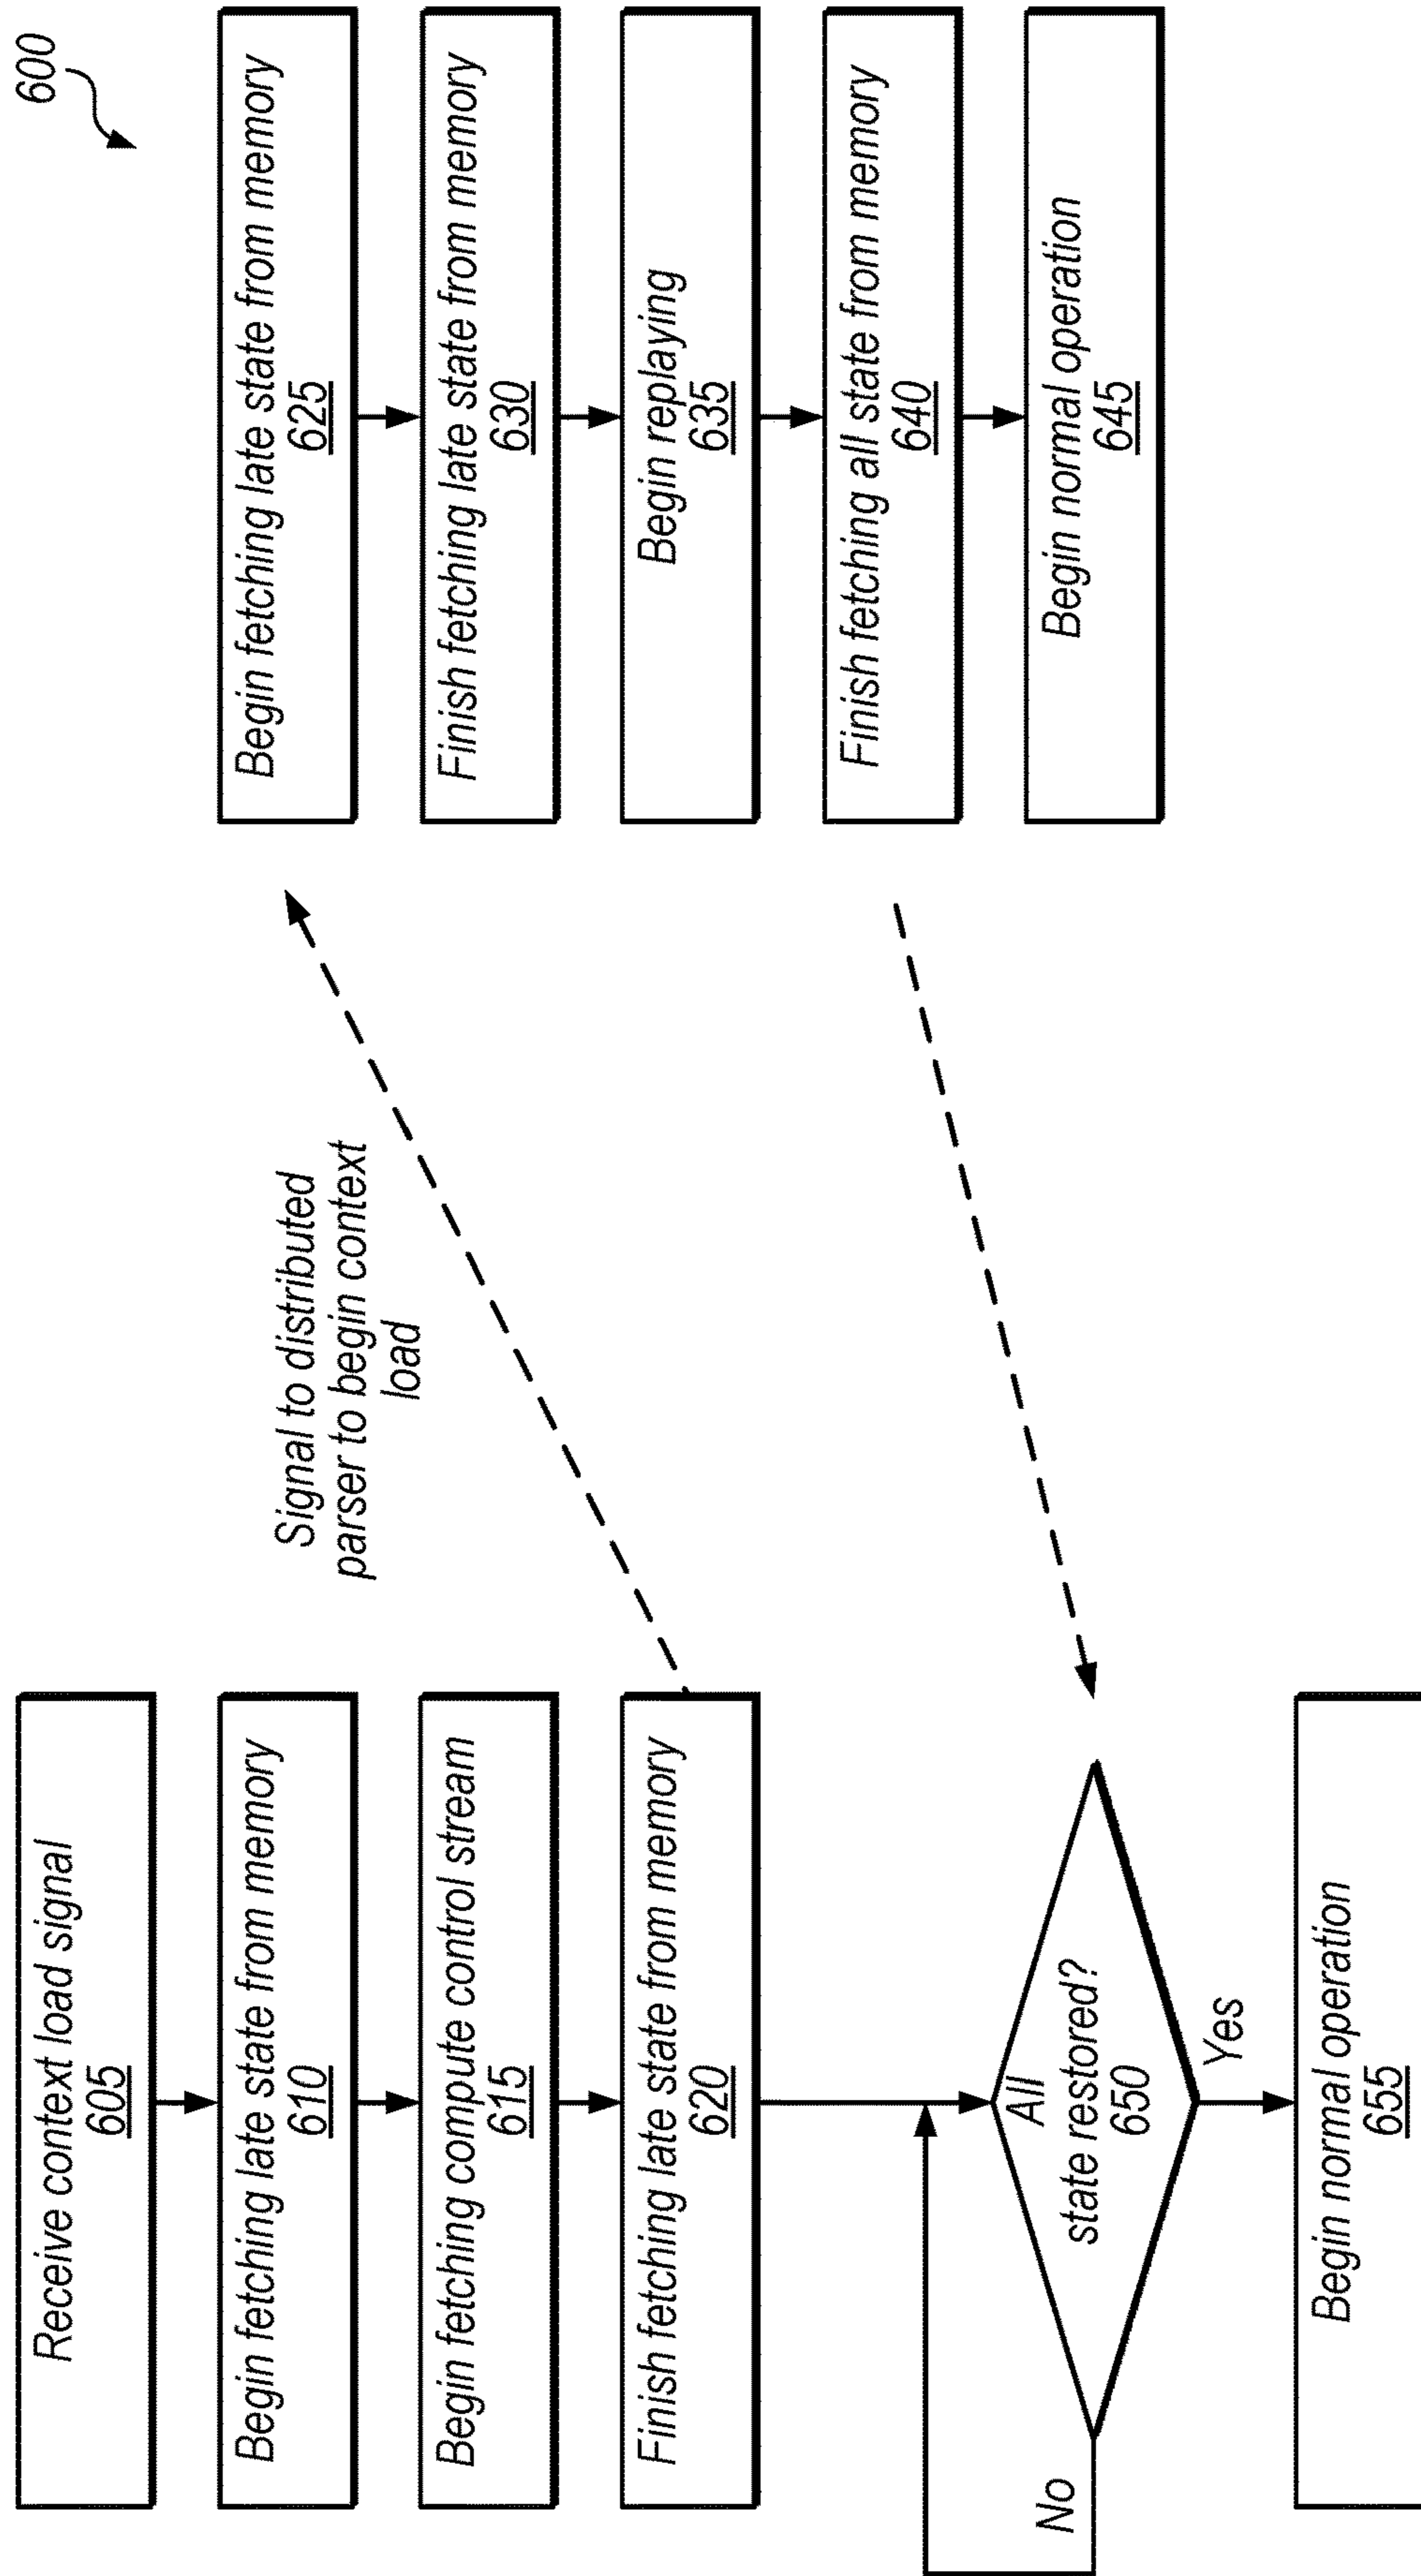 600
Receive context load signal
605
Begin fetching late state from memory
610
Begin fetching compute control stream
615
Finish fetching late state from memory
620
Signal to distributed
parser to begin context
load
Begin fetching late state from memory
625
Finish fetching late state from memory
630
Begin replaying
635
Finish fetching all state from memory
640
Begin normal operation
645
All
state restored?
650
No
Yes
Begin normal operation
655